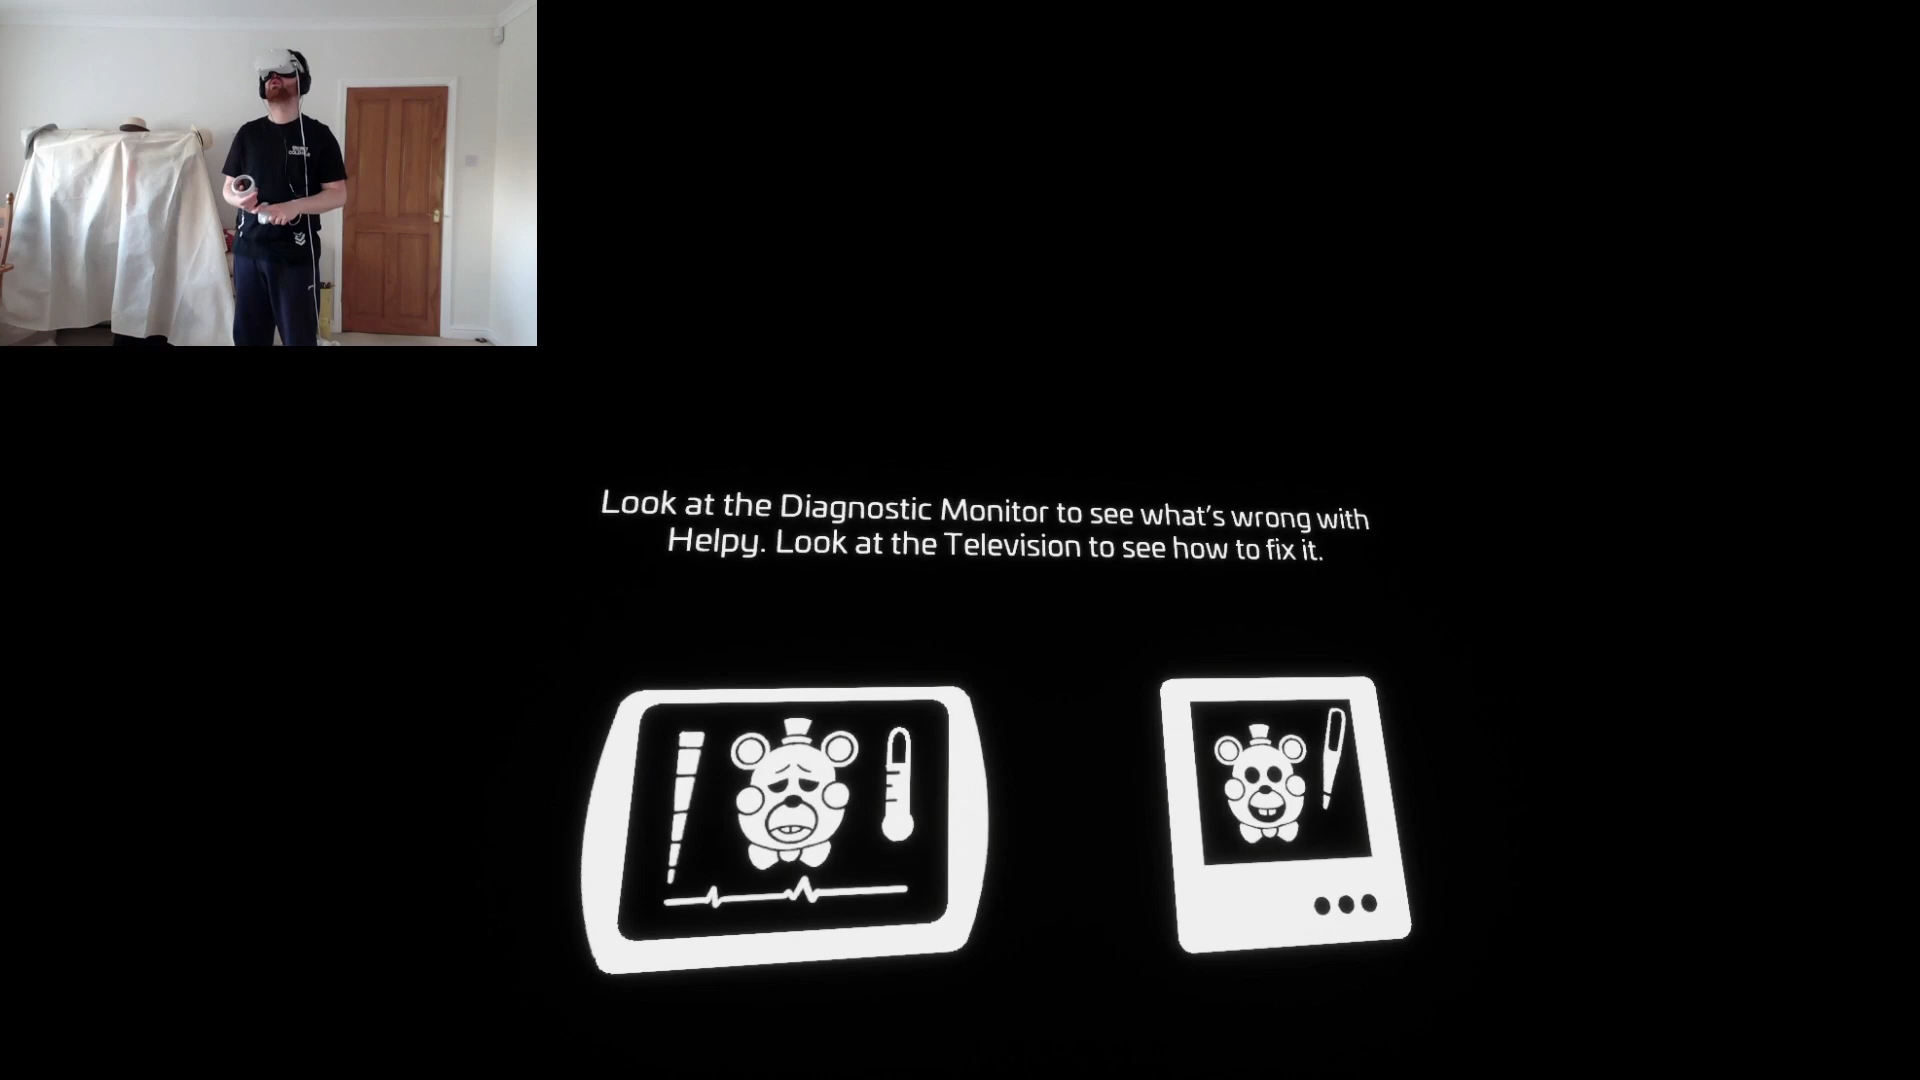 Look at the Diagnostic Monitor to see what's wrong with
Helpy. Look at the Television to see how to fix it.